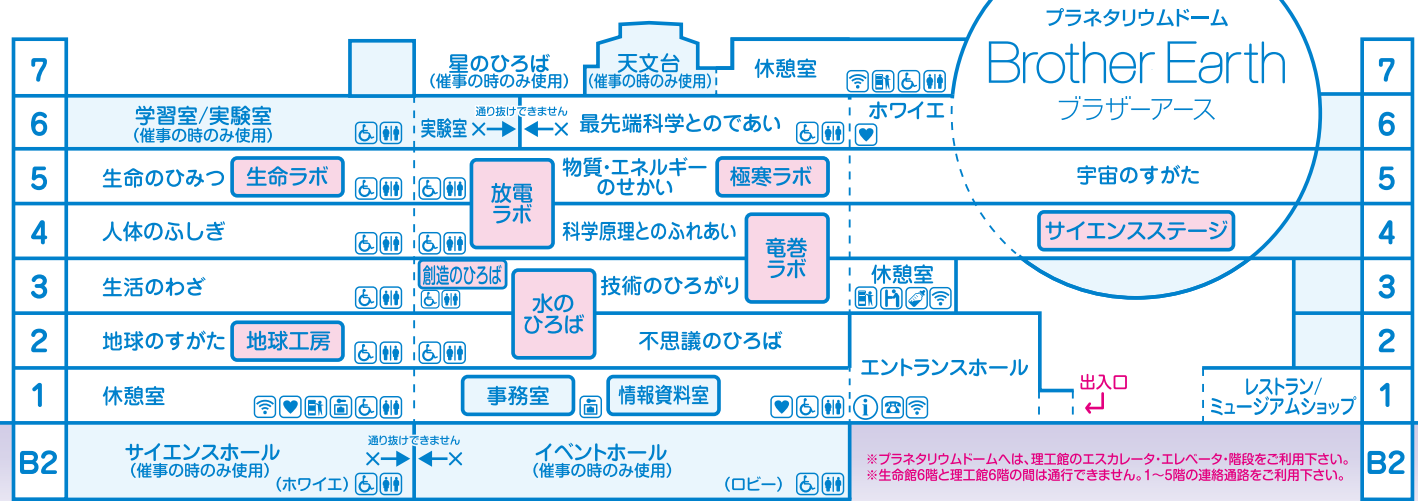 プラネタリウムドーム
Brother Earth
ブラザーアース
7
星のひろば
(催事の時のみ使用)
天文台
(催事の時のみ使用)
休憩室
7
6
学習室/実験室
(催事の時のみ使用)
実験室
通り抜けできません
最先端科学とのであい
ホワイエ
6
5
生命のひみつ
生命ラボ
放電
ラボ
物質・エネルギー
のせかい
極寒ラボ
宇宙のすがた
5
4
人体のふしぎ
科学原理とのふれあい
竜巻
ラボ
サイエンスステージ
4
3
生活のわざ
創造のひろば
水の
ひろば
技術のひろがり
休憩室
3
2
地球のすがた
地球工房
不思議のひろば
2
1
休憩室
事務室
情報資料室
エントランスホール
出入口
レストラン/
ミュージアムショップ
1
B2
サイエンスホール
(催事の時のみ使用)
(ホワイエ)
通り抜けできません
イベントホール
(催事の時のみ使用)
(ロビー)
※プラネタリウムドームへは、理工館のエスカレータ・エレベータ・階段をご利用下さい。
※生命館6階と理工館6階の間は通行できません。1〜5階の連絡通路をご利用下さい。
B2